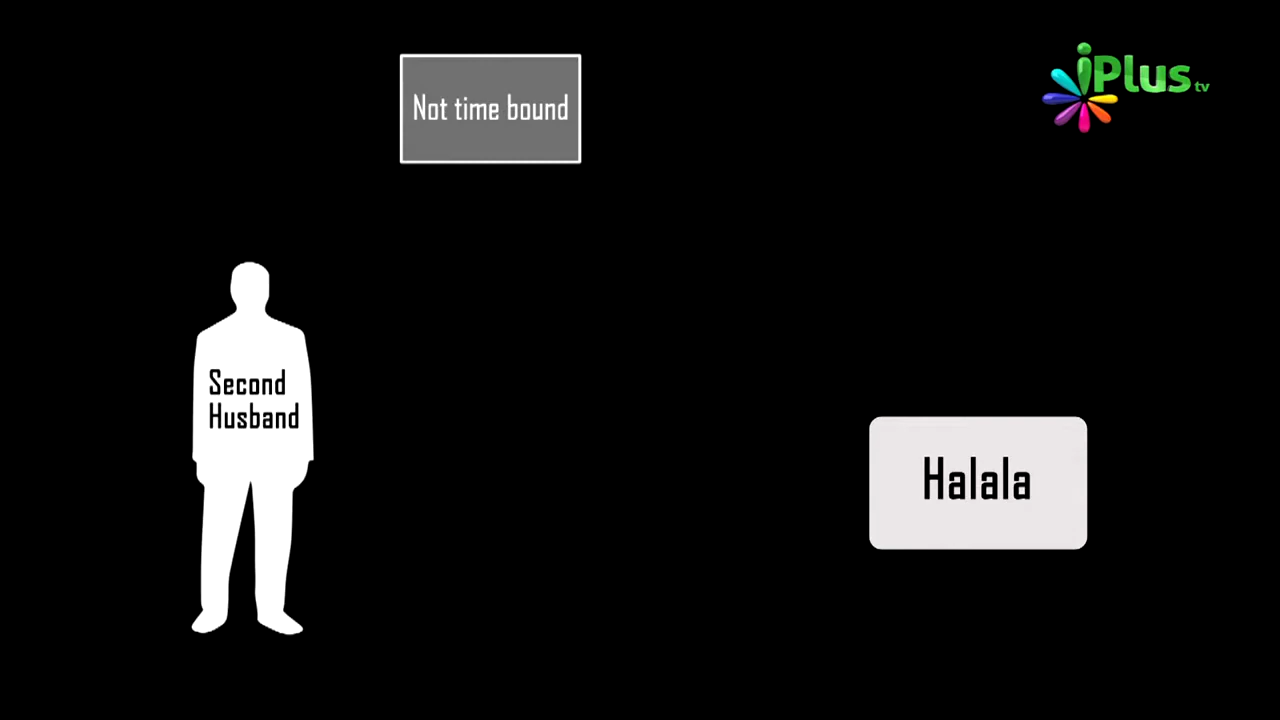 Not time bound
iPlus tv
Second
Husband
Halala